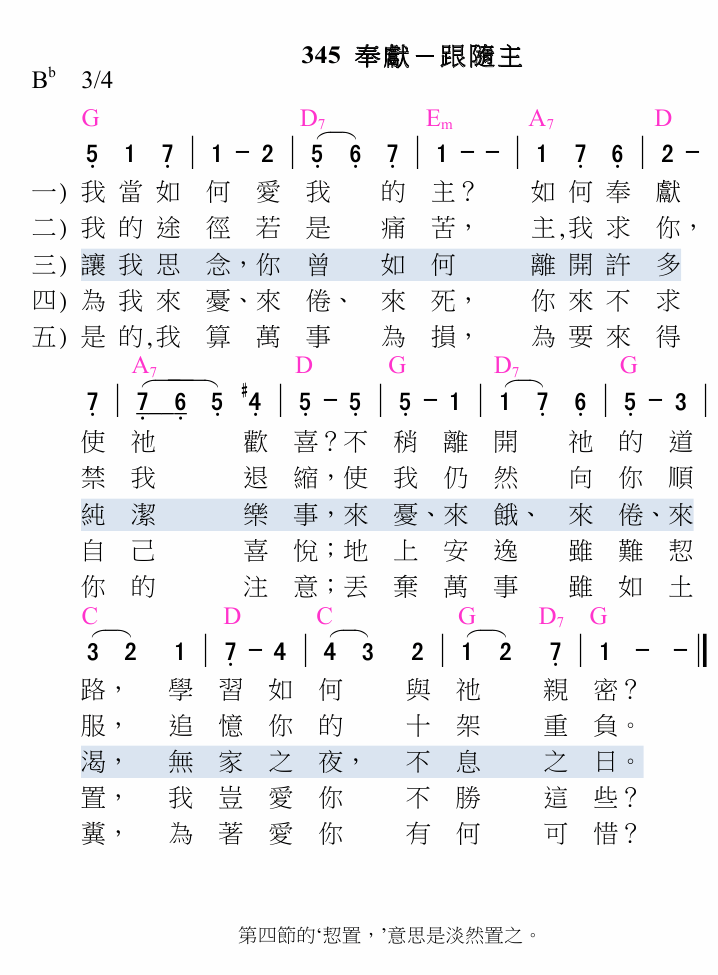 345 奉獻－跟隨主
B♭ 3/4
G D7 Em A7 D
5 1 7 | 1 - 2 | 5 6 7 | 1 - - | 1 7 6 | 2 -
一) 我當如何愛我的主？如何奉獻
二) 我的途徑若是痛苦，主,我求你，
三) 讓我思念，你曾如何離開許多
四) 為我來憂、來倦、來死，你來不求
五) 是的,我算萬事為損，為要來得
A7 D G D7 G
7 | 7 6 5 #4 | 5 - 5 | 5 - 1 | 1 7 6 | 5 - 3 |
使祂歡喜？不稍離開祂的道
禁我退縮，使我仍然向你順
純潔樂事，來憂、來餓、來倦、來
自己喜悅；地上安逸雖難恝
你的注意；丟棄萬事雖如土
C D C G D7 G
3 2 1 | 7 - 4 | 4 3 2 | 1 2 7 | 1 - - ||
路，學習如何與祂親密？
服，追憶你的十架重負。
渴，無家之夜，不息之日。
置，我豈愛你不勝這些？
糞，為著愛你有何可惜？
第四節的‘恝置，’意思是淡然置之。